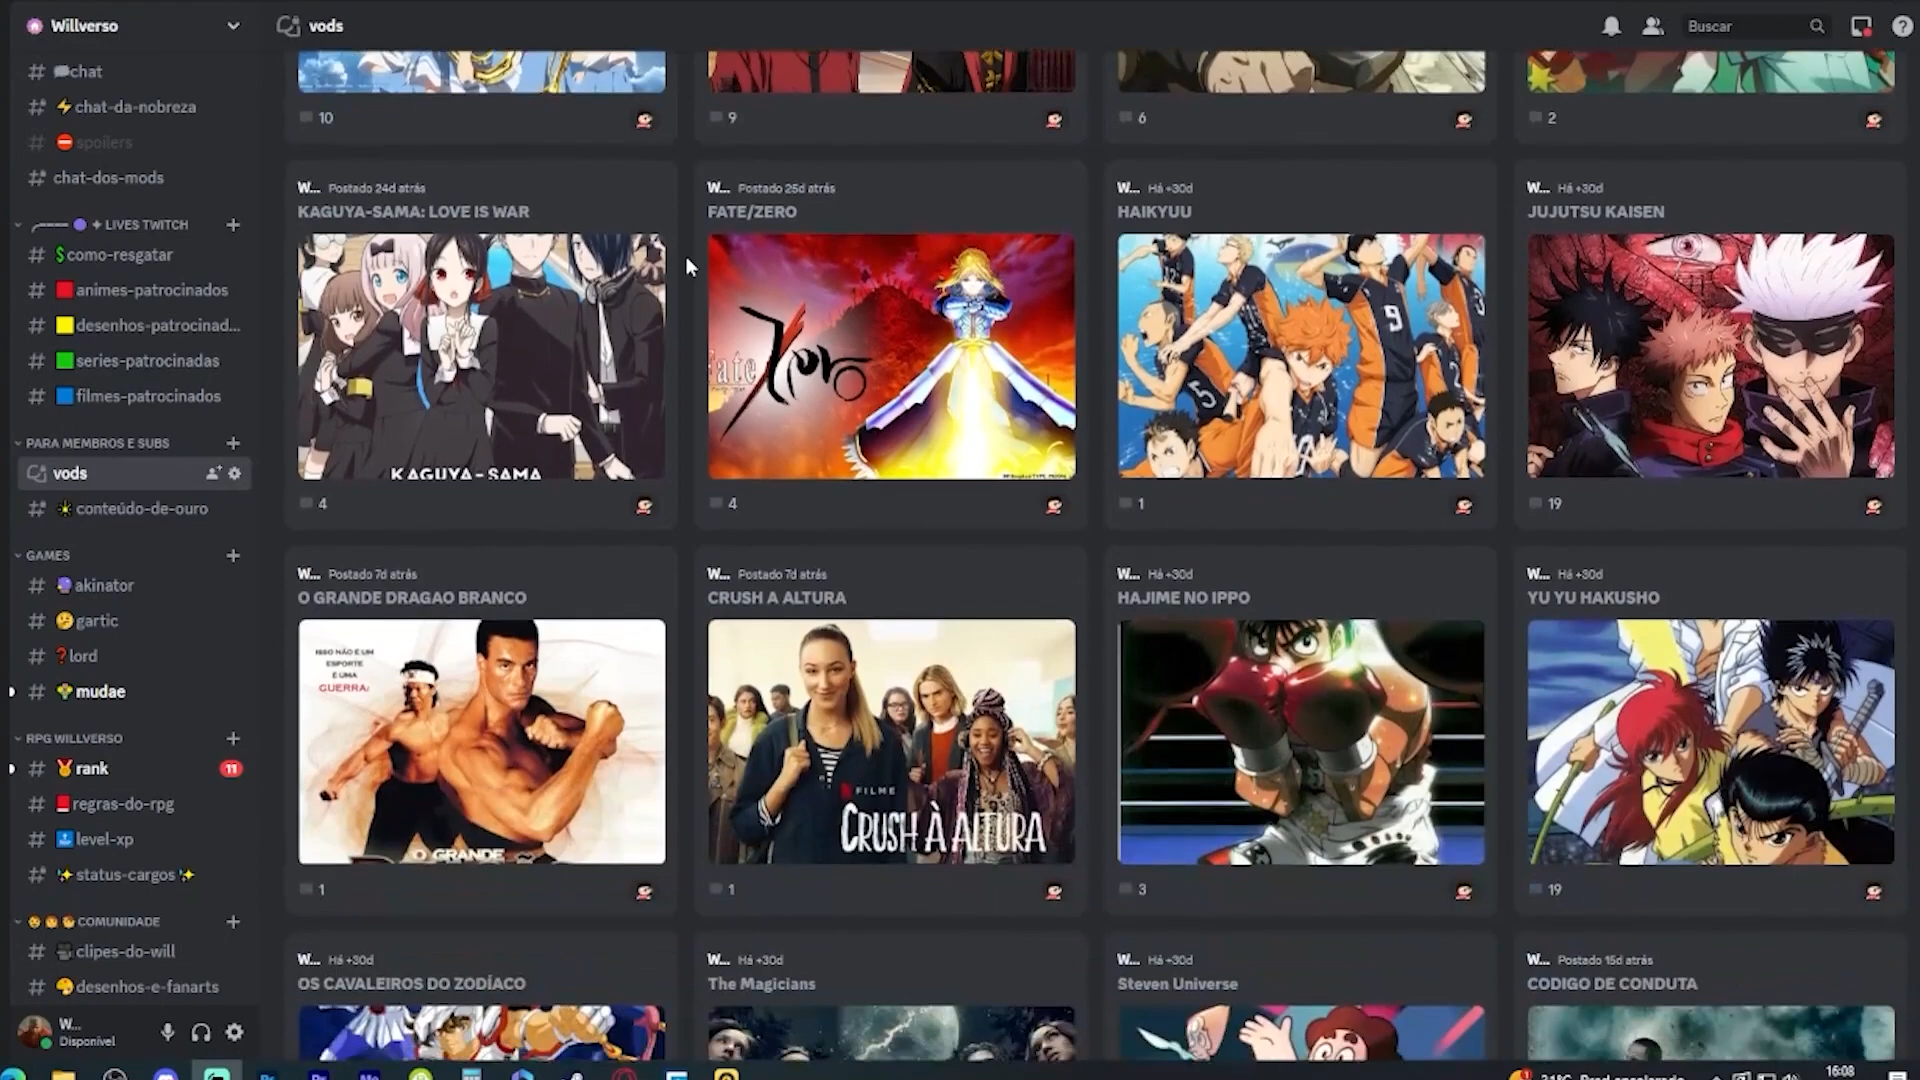 Willverso
vods
Buscar
chat
chat-da-nobreza
spoilers
chat-dos-mods
LIVES TWITCH
como-resgatar
animes-patrocinados
desenhos-patrocinad...
series-patrocinadas
filmes-patrocinados
PARA MEMBROS E SUBS
vods
conteúdo-de-ouro
GAMES
akinator
gartic
lord
mudae
RPG WILLVERSO
rank
11
regras-do-rpg
level-xp
status-cargos
COMUNIDADE
clipes-do-will
desenhos-e-fanarts
W...
Disponível
10
9
6
2
W... Postado 24d atrás
KAGUYA-SAMA: LOVE IS WAR
KAGUYA-SAMA
4
W... Postado 25d atrás
FATE/ZERO
Fate
Zero
4
W... Há +30d
HAIKYUU
9
5
1
W... Há +30d
JUJUTSU KAISEN
19
W... Postado 7d atrás
O GRANDE DRAGAO BRANCO
ISSO NÃO É UM
ESPORTE
É UMA
GUERRA!
O GRANDE
1
W... Postado 7d atrás
CRUSH A ALTURA
FILME
CRUSH À ALTURA
1
W... Há +30d
HAJIME NO IPPO
3
W... Há +30d
YU YU HAKUSHO
19
W... Há +30d
OS CAVALEIROS DO ZODÍACO
W... Há +30d
The Magicians
W... Há +30d
Steven Universe
W... Postado 15d atrás
CODIGO DE CONDUTA
16:08